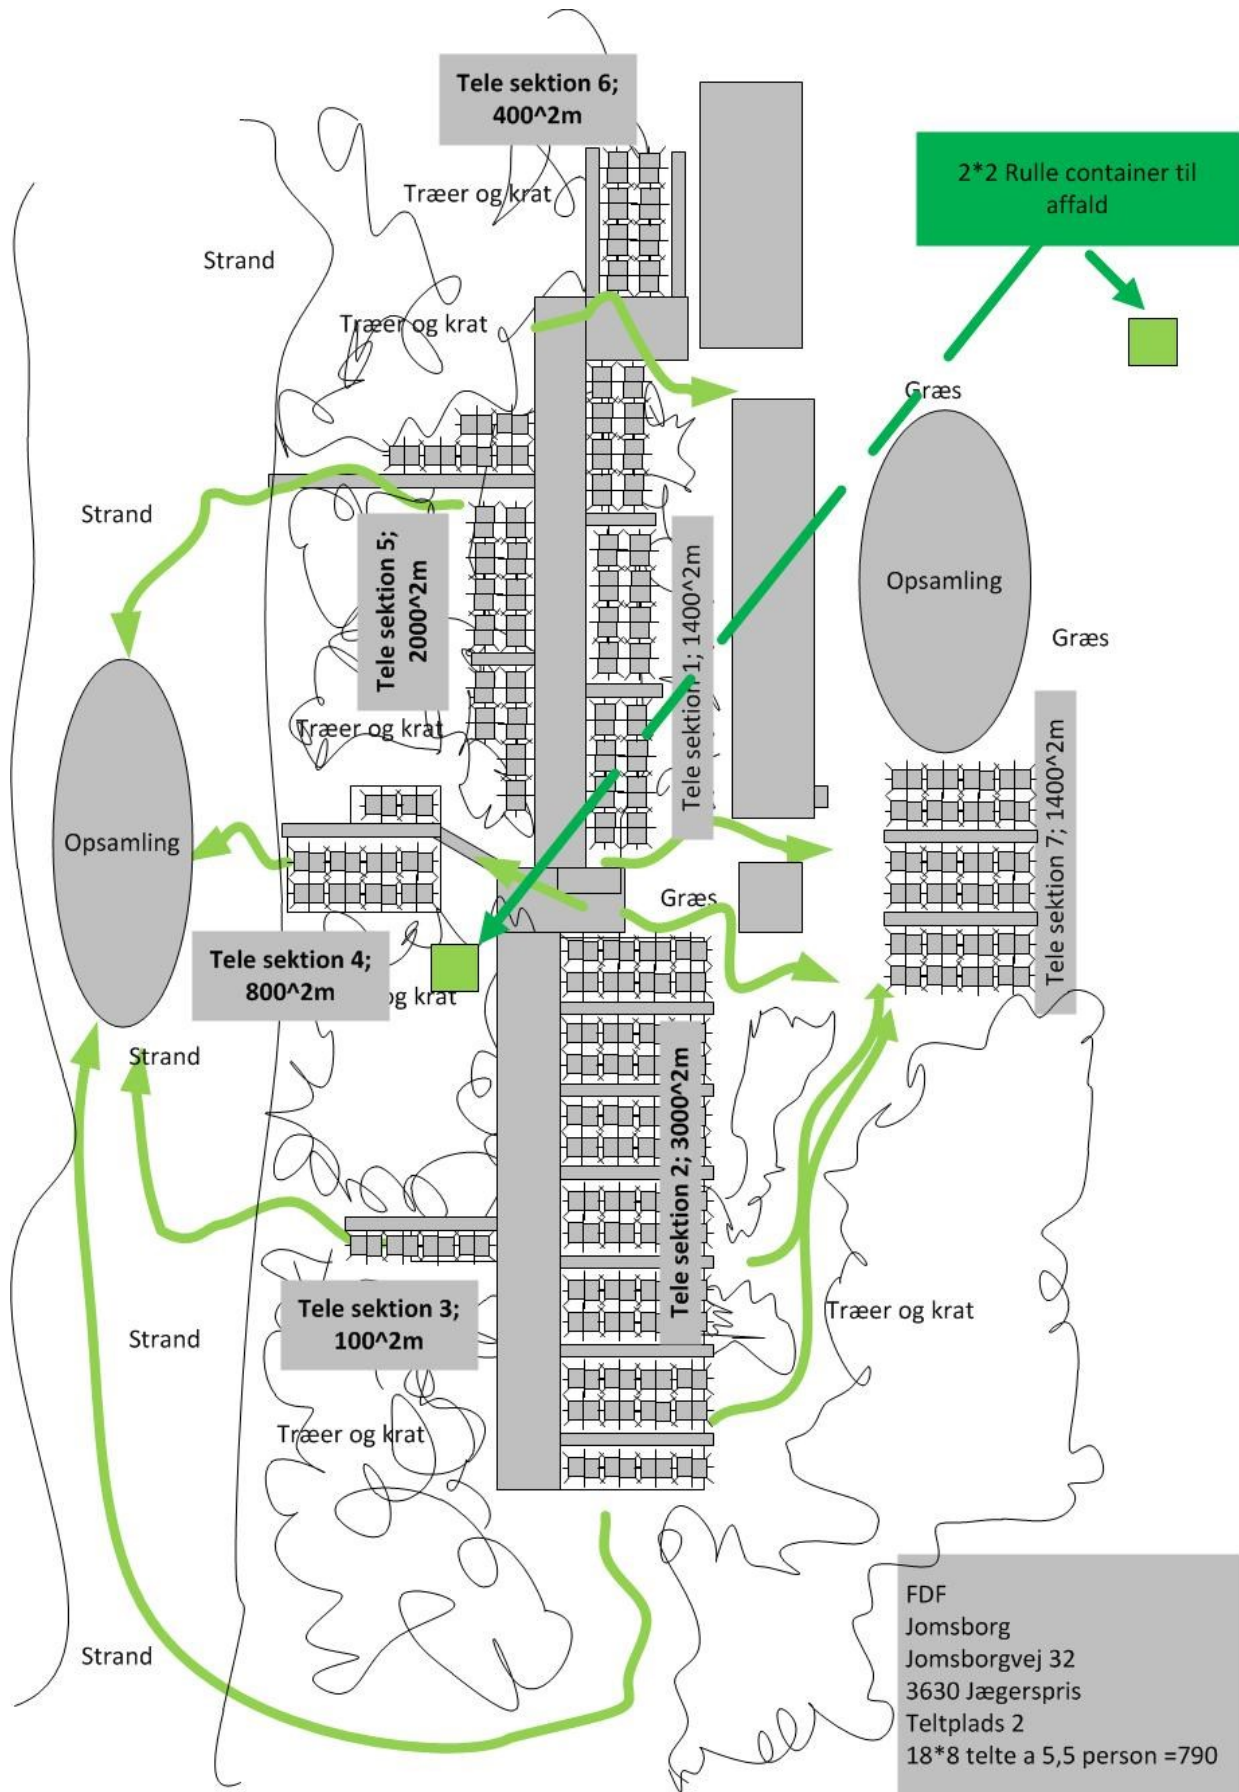 Tele sektion 6;
400^2m
2*2 Rulle container til
affald
Træer og krat
Strand
Træer og krat
Græs
Strand
Tele sektion 5;
2000^2m
Tele sektion 1; 1400^2m
Opsamling
Græs
Træer og krat
Tele sektion 7; 1400^2m
Opsamling
Græs
Tele sektion 4;
800^2m
og krat
Strand
Tele sektion 2; 3000^2m
Tele sektion 3;
100^2m
Træer og krat
Strand
Træer og krat
Strand
FDF
Jomsborg
Jomsborgvej 32
3630 Jægerspris
Teltplads 2
18*8 telte a 5,5 person =790